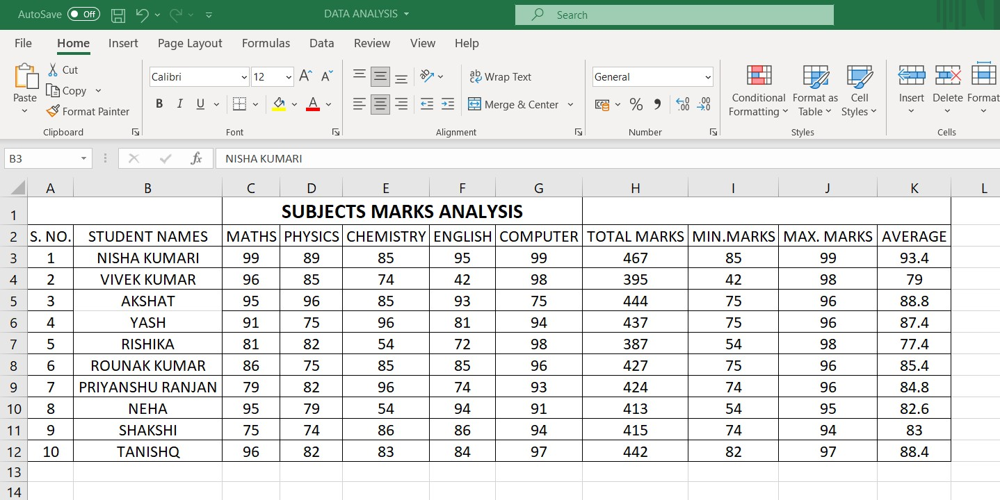 AutoSave Off DATA ANALYSIS Search
File Home Insert Page Layout Formulas Data Review View Help
Cut
Copy
Format Painter
Paste
Clipboard
Calibri 12 A A
B I U A
Font
ab Wrap Text
Merge & Center
Alignment
General
% 9 .00 .00
Number
Conditional Formatting
Format as Table
Cell Styles
Styles
Insert Delete Format
Cells
B3 fx NISHA KUMARI
A B C D E F G H I J K L
1 SUBJECTS MARKS ANALYSIS
2 S. NO. STUDENT NAMES MATHS PHYSICS CHEMISTRY ENGLISH COMPUTER TOTAL MARKS MIN.MARKS MAX. MARKS AVERAGE
3 1 NISHA KUMARI 99 89 85 95 99 467 85 99 93.4
4 2 VIVEK KUMAR 96 85 74 42 98 395 42 98 79
5 3 AKSHAT 95 96 85 93 75 444 75 96 88.8
6 4 YASH 91 75 96 81 94 437 75 96 87.4
7 5 RISHIKA 81 82 54 72 98 387 54 98 77.4
8 6 ROUNAK KUMAR 86 75 85 85 96 427 75 96 85.4
9 7 PRIYANSHU RANJAN 79 82 96 74 93 424 74 96 84.8
10 8 NEHA 95 79 54 94 91 413 54 95 82.6
11 9 SHAKSHI 75 74 86 86 94 415 74 94 83
12 10 TANISHQ 96 82 83 84 97 442 82 97 88.4
13
14